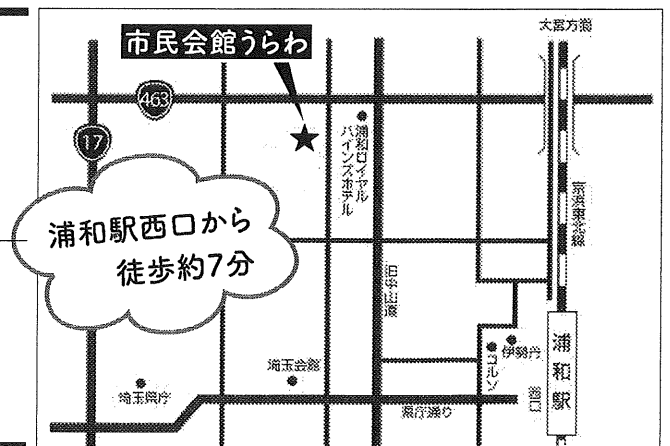 大宮方面
市民会館うらわ
463
17
浦和ロイヤル
パインズホテル
京浜東北線
浦和駅西口から
徒歩約7分
旧中山道
浦和駅
伊勢丹
コルソ
西口
埼玉会館
埼玉県庁
県庁通り